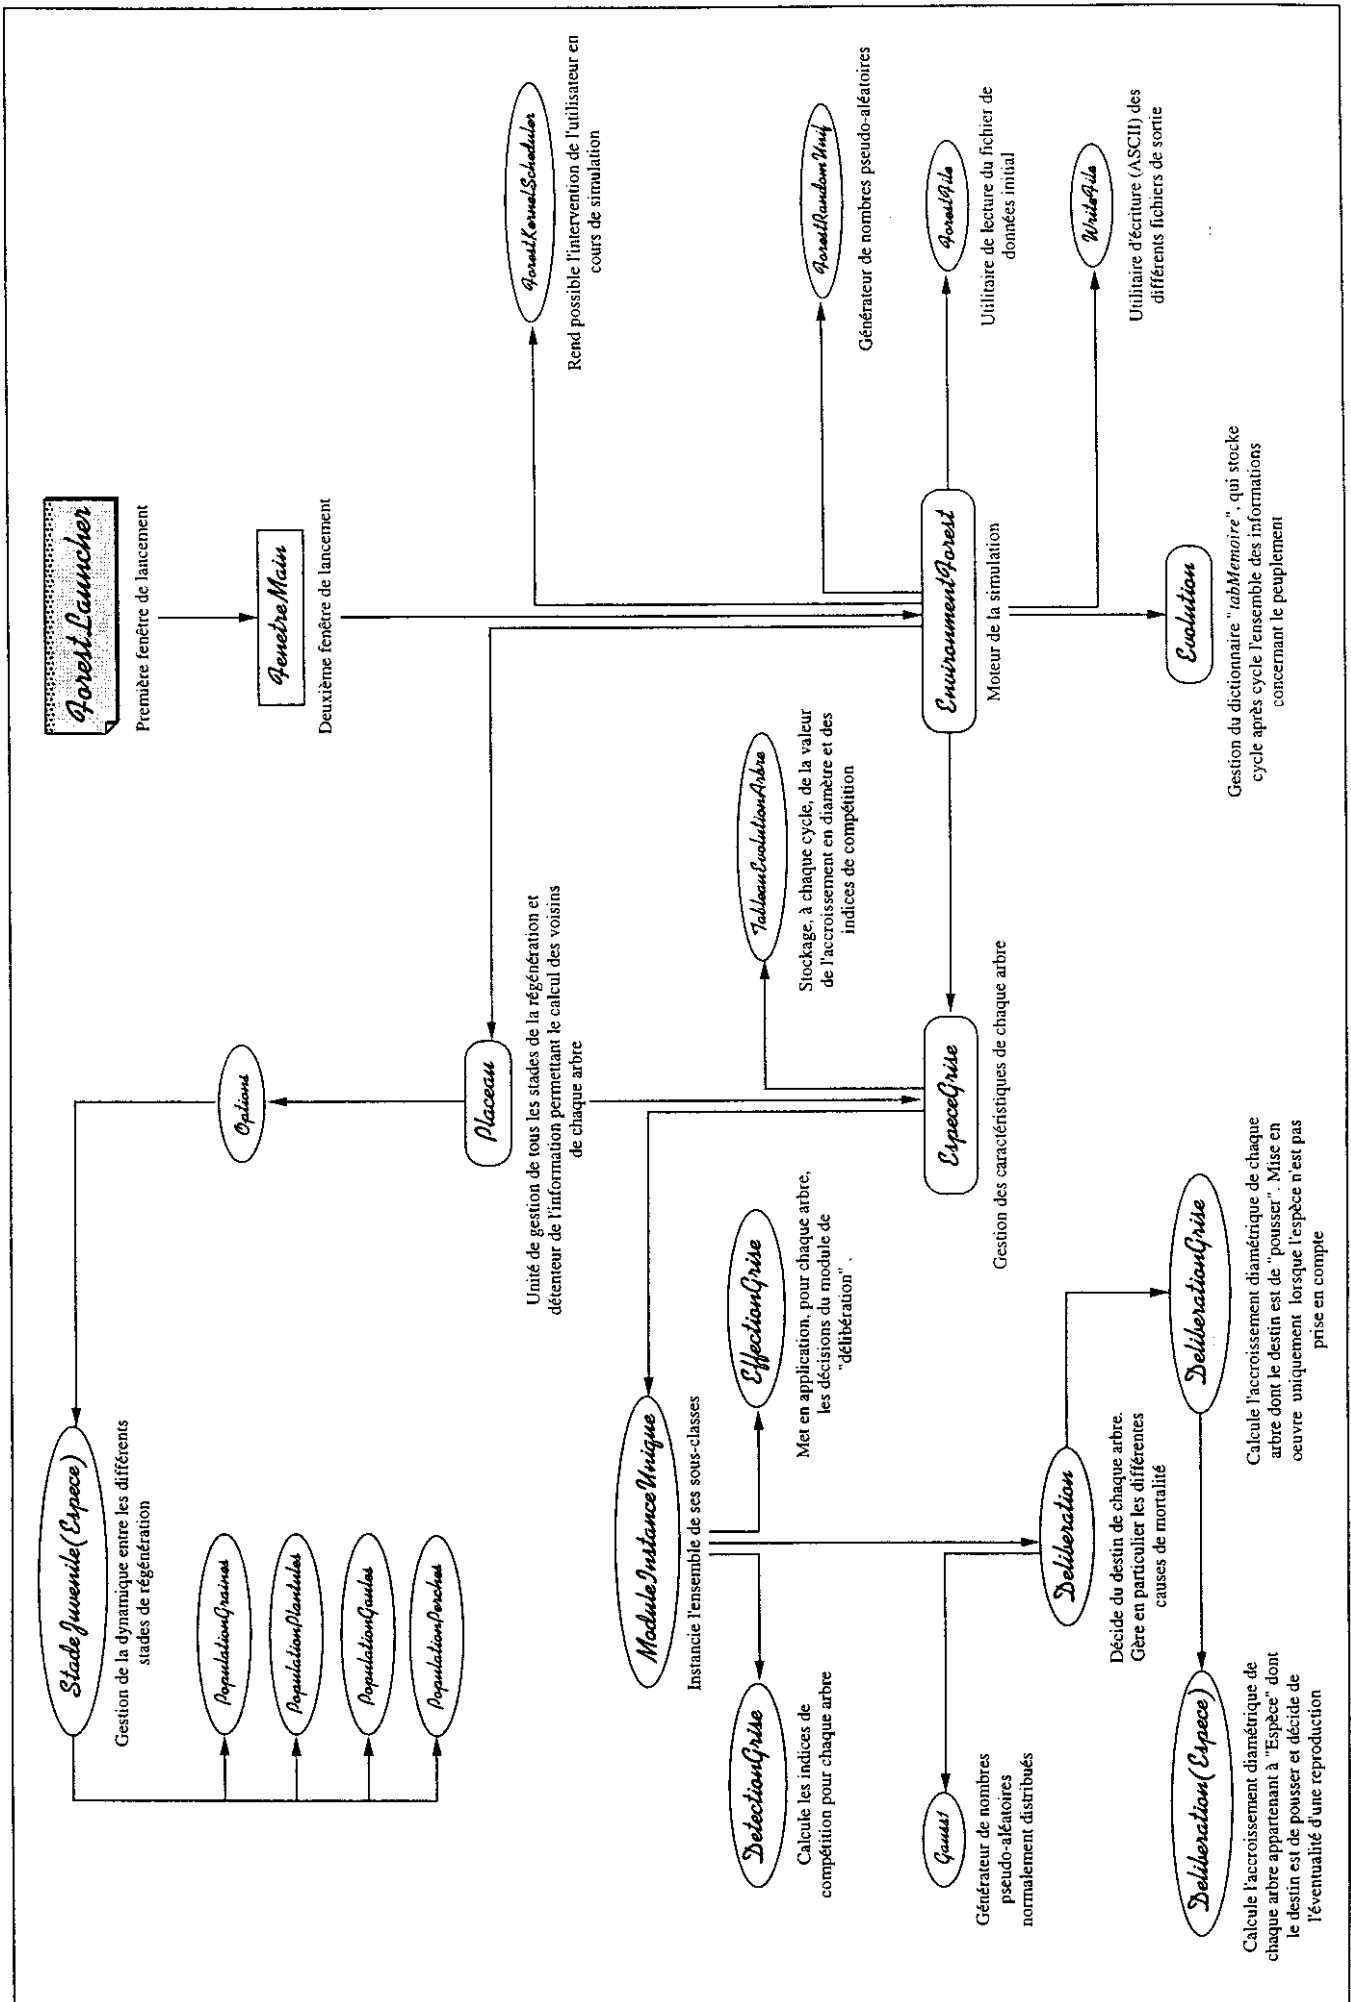 ForestLauncher
Première fenêtre de lancement
FenetreMain
Deuxième fenêtre de lancement
ForestKernelScheduler
Rend possible l'intervention de l'utilisateur en
cours de simulation
ForestRandomUnif
Générateur de nombres pseudo-aléatoires
ForestFile
Utilitaire de lecture du fichier de
données initial
WriteFile
Utilitaire d'écriture (ASCII) des
différents fichiers de sortie
EnvironmentForest
Moteur de la simulation
Evolution
Gestion du dictionnaire "tabMemoire", qui stocke
cycle après cycle l'ensemble des informations
concernant le peuplement
Options
Placeau
Unité de gestion de tous les stades de la régénération et
détenteur de l'information permettant le calcul des voisins
de chaque arbre
TableauEvolutionArbre
Stockage, à chaque cycle, de la valeur
de l'accroissement en diamètre et des
indices de compétition
EspeceGrise
Gestion des caractéristiques de chaque arbre
StadeJuvenile(Espece)
Gestion de la dynamique entre les différents
stades de régénération
PopulationGraines
PopulationPlantules
PopulationGaules
PopulationPerches
ModuleInstanceUnique
Instancie l'ensemble de ses sous-classes
EffectionGrise
Met en application, pour chaque arbre,
les décisions du module de
"délibération".
DetectionGrise
Calcule les indices de
compétition pour chaque arbre
Gauss1
Générateur de nombres
pseudo-aléatoires
normalement distribués
Deliberation
Décide du destin de chaque arbre.
Gère en particulier les différentes
causes de mortalité
DeliberationGrise
Calcule l'accroissement diamétrique de chaque
arbre dont le destin est de "pousser". Mise en
oeuvre uniquement lorsque l'espèce n'est pas
prise en compte
Deliberation(Espece)
Calcule l'accroissement diamétrique de
chaque arbre appartenant à "Espèce" dont
le destin est de pousser et décide de
l'éventualité d'une reproduction